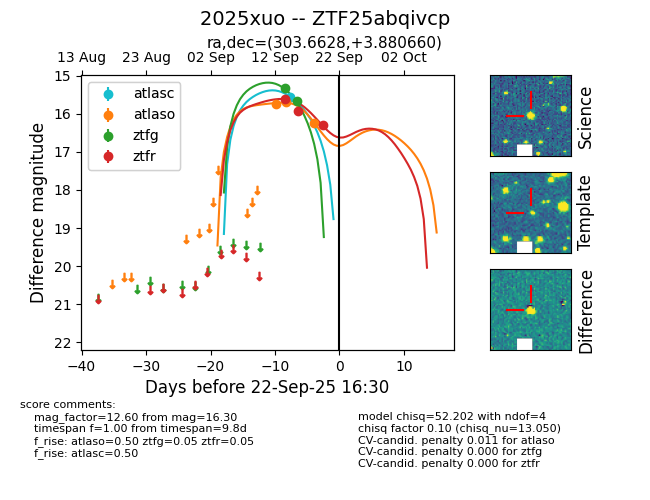 2025xuo -- ZTF25abqivcp
ra,dec=(303.6628,+3.880660)
13 Aug 23 Aug 02 Sep 12 Sep 22 Sep 02 Oct
15
16
17
18
19
20
21
22
Difference magnitude
atlasc
atlaso
ztfg
ztfr
−40 −30 −20 −10 0 10
Days before 22-Sep-25 16:30
Science
Template
Difference
score comments:
mag_factor=12.60 from mag=16.30
timespan f=1.00 from timespan=9.8d
f_rise: atlaso=0.50 ztfg=0.05 ztfr=0.05
f_rise: atlasc=0.50
model chisq=52.202 with ndof=4
chisq factor 0.10 (chisq_nu=13.050)
CV-candid. penalty 0.011 for atlaso
CV-candid. penalty 0.000 for ztfg
CV-candid. penalty 0.000 for ztfr